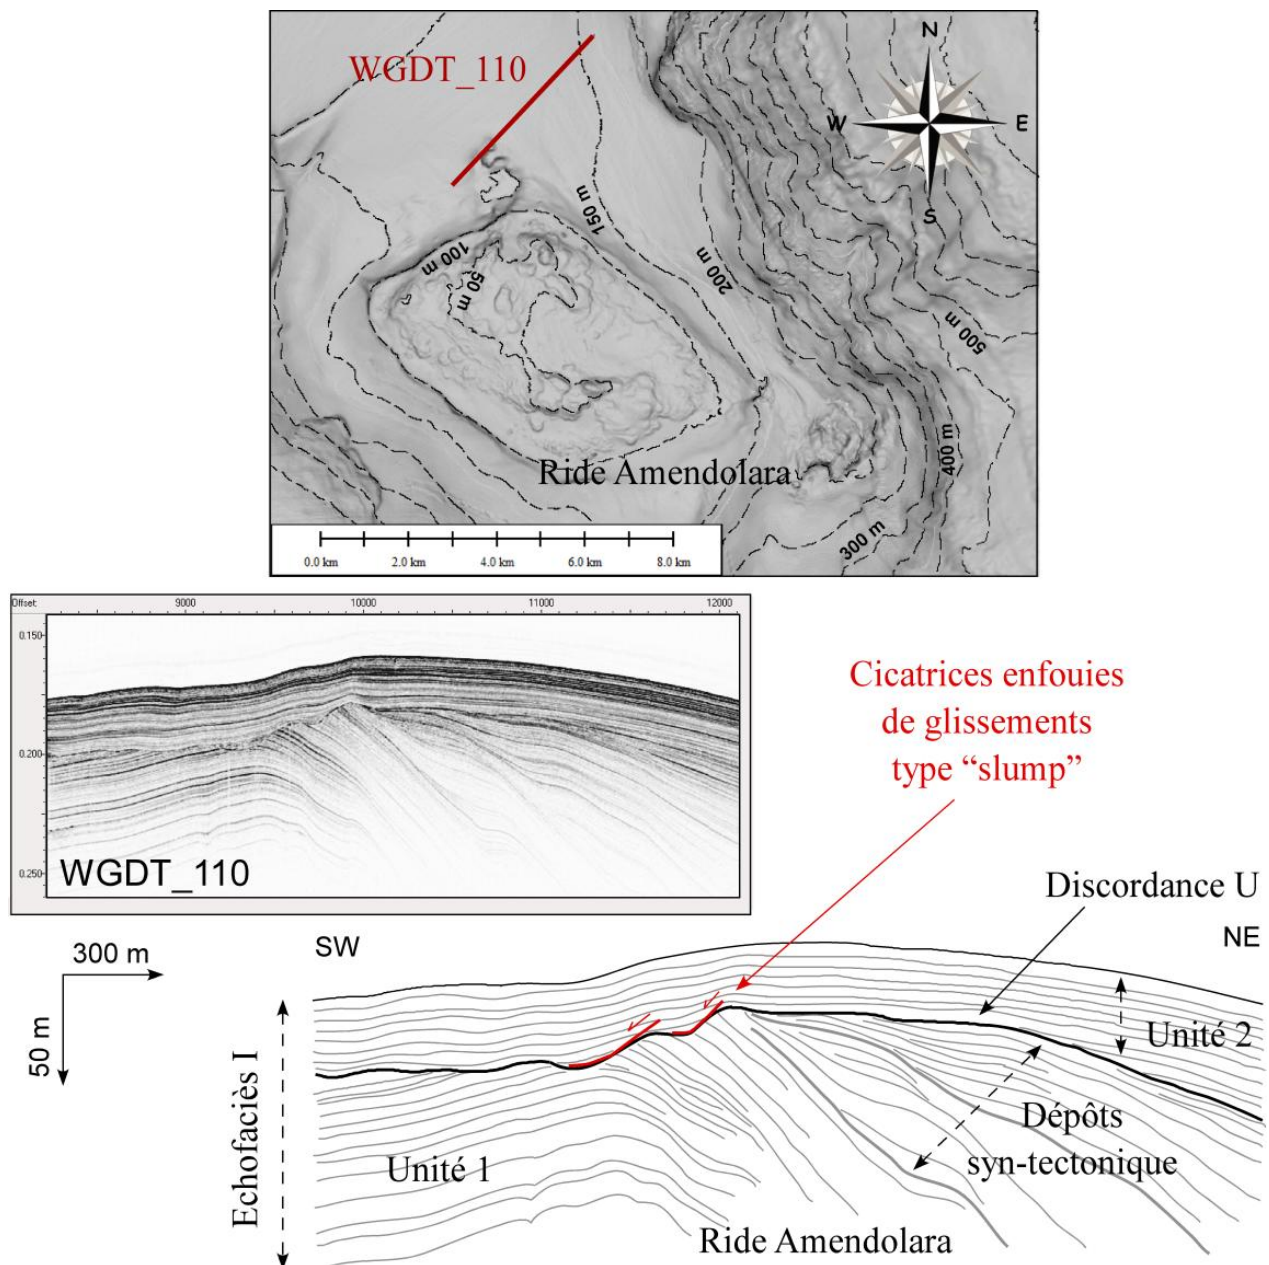 WGDT_110
N
W
E
S
150 m
100 m
50 m
200 m
500 m
400 m
300 m
Ride Amendolara
0.0 km 2.0 km 4.0 km 6.0 km 8.0 km
Offset: 9000 10000 11000 12000
0.150
0.200
0.250
WGDT_110
Cicatrices enfouies
de glissements
type “slump”
Discordance U
300 m
SW
NE
50 m
Echofaciès I
Unité 2
Dépôts
syn-tectonique
Unité 1
Ride Amendolara